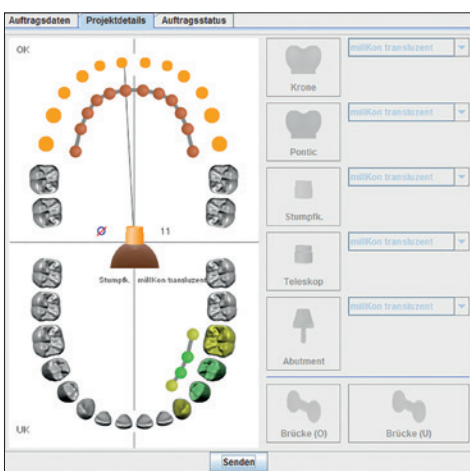 Auftragsdaten Projektdetails Auftragsstatus
OK
millKon transluzent
Krone
millKon transluzent
Pontic
millKon transluzent
Stumpfk.
11
millKon transluzent
Teleskop
Stumpfk. millKon transluzent
millKon transluzent
Abutment
UK
Brücke (O) Brücke (U)
Senden